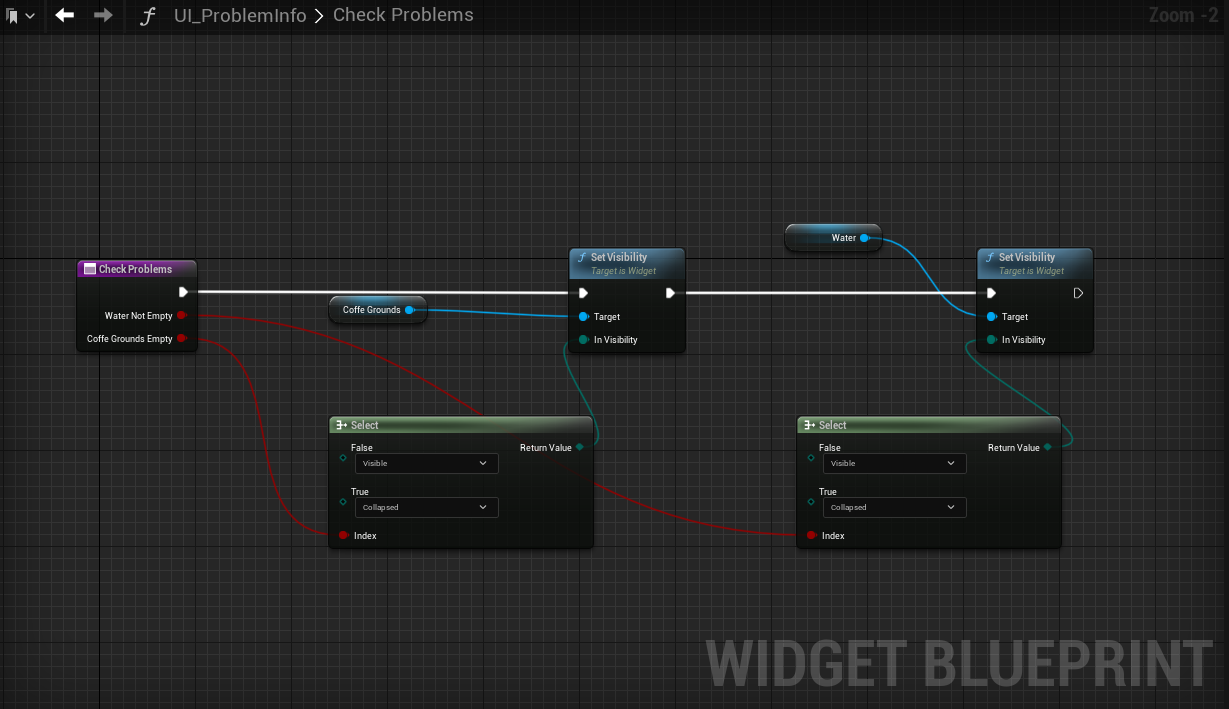 UI_ProblemInfo > Check Problems
Zoom -2
Check Problems
Water Not Empty
Coffe Grounds Empty
Coffe Grounds
f Set Visibility
Target is Widget
Target
In Visibility
Water
f Set Visibility
Target is Widget
Target
In Visibility
Select
False
Return Value
Visible
True
Collapsed
Index
Select
False
Return Value
Visible
True
Collapsed
Index
WIDGET BLUEPRINT